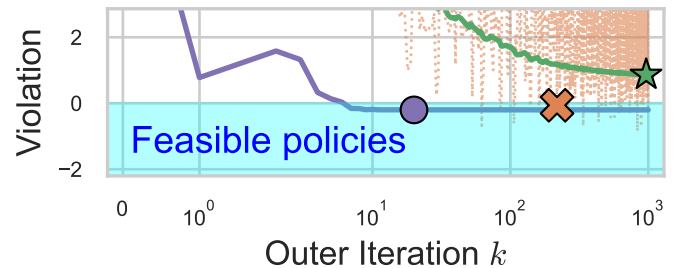 Violation
2
0
−2
Feasible policies
0
10^0
10^1
10^2
10^3
Outer Iteration k